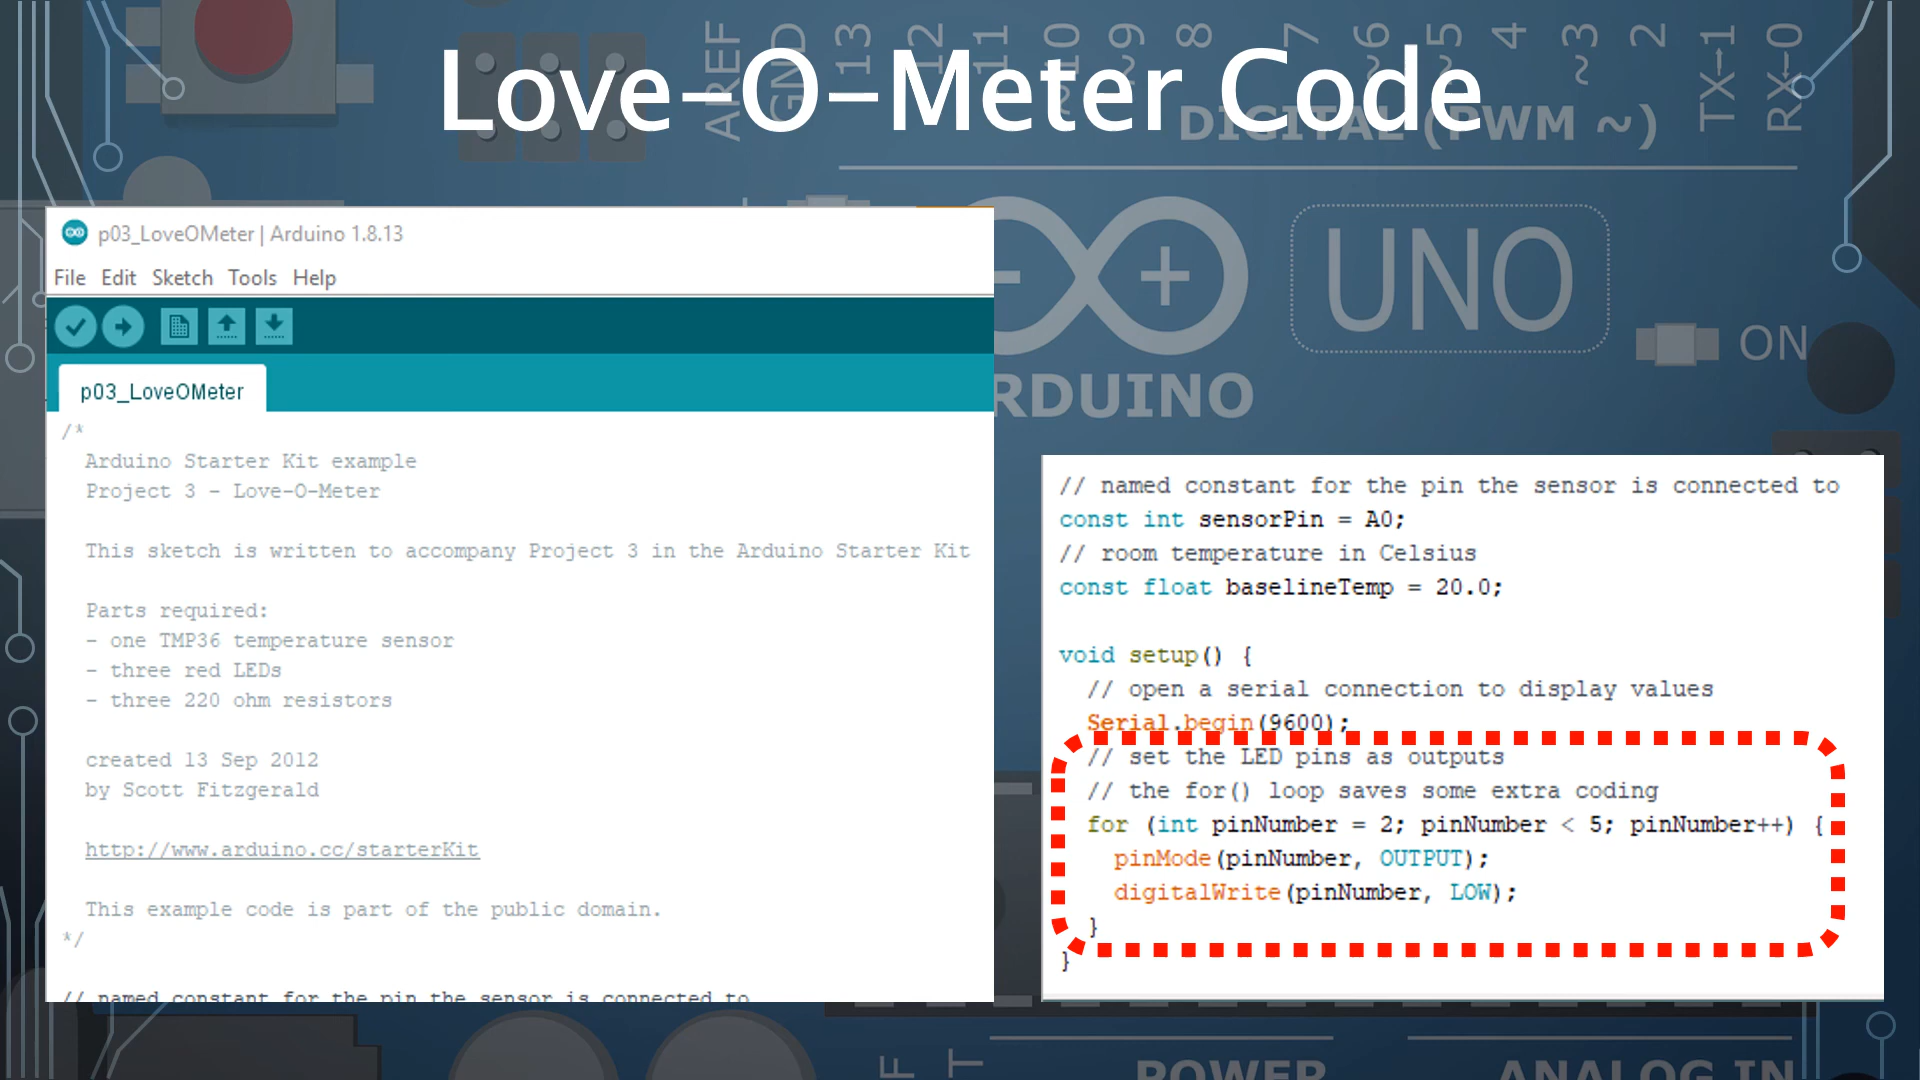 Love-O-Meter Code
AREF
GND
13
12
~11
~10
~9
8
7
~6
~5
4
~3
2
TX→1
RX←0
DIGITAL (PWM ~)
UNO
ON
RDUINO
p03_LoveOMeter | Arduino 1.8.13
File Edit Sketch Tools Help
p03_LoveOMeter
/*
Arduino Starter Kit example
Project 3 - Love-O-Meter
This sketch is written to accompany Project 3 in the Arduino Starter Kit
Parts required:
- one TMP36 temperature sensor
- three red LEDs
- three 220 ohm resistors
created 13 Sep 2012
by Scott Fitzgerald
http://www.arduino.cc/starterKit
This example code is part of the public domain.
*/
// named constant for the pin the sensor is connected to
// named constant for the pin the sensor is connected to
const int sensorPin = A0;
// room temperature in Celsius
const float baselineTemp = 20.0;
void setup() {
// open a serial connection to display values
Serial.begin(9600);
// set the LED pins as outputs
// the for() loop saves some extra coding
for (int pinNumber = 2; pinNumber < 5; pinNumber++) {
pinMode(pinNumber, OUTPUT);
digitalWrite(pinNumber, LOW);
}
}
POWER
ANALOG IN